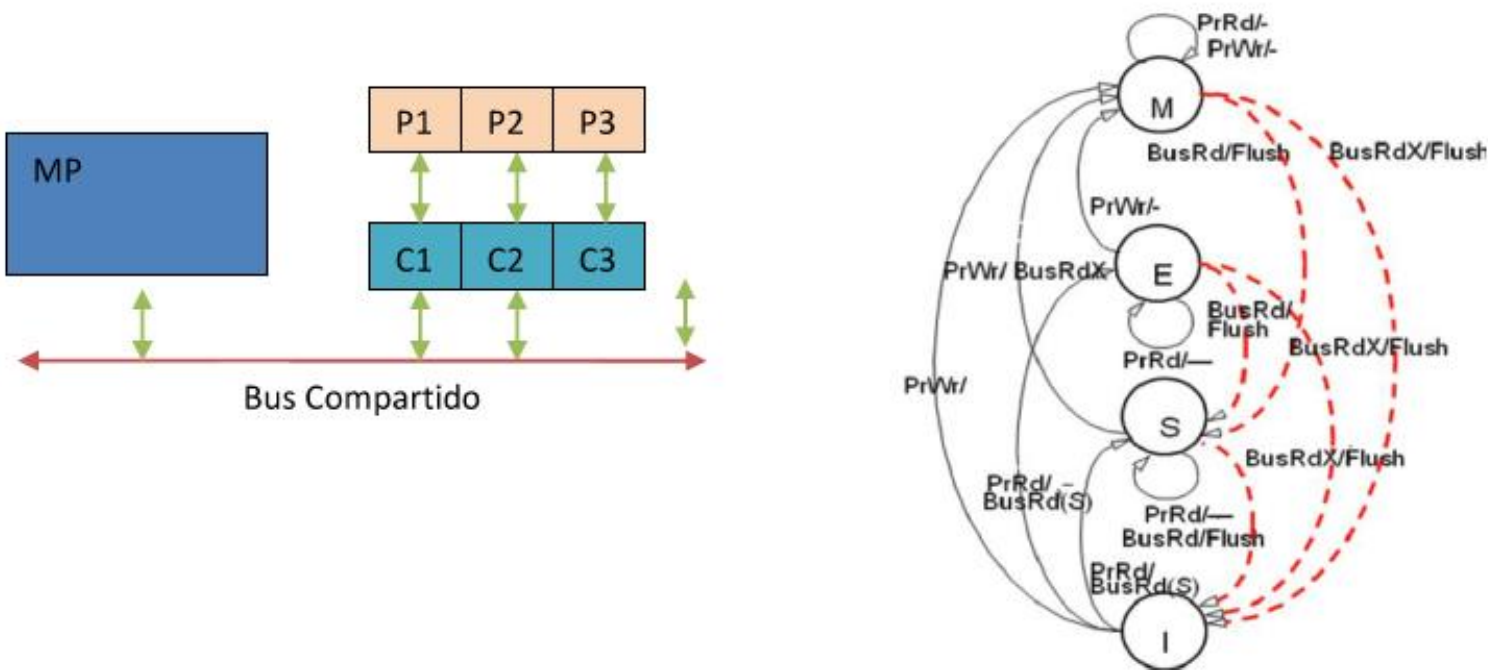 MP
P1 P2 P3
C1 C2 C3
Bus Compartido
PrRd/-
PrWr/-
M
BusRd/Flush
BusRdX/Flush
PrWr/-
PrWr/ BusRdX
E
BusRd/
Flush
BusRdX/Flush
PrRd/—
PrWr/
S
BusRdX/Flush
PrRd/ -
BusRd(S)
PrRd/—
BusRd/Flush
PrRd/
BusRd(S)
I